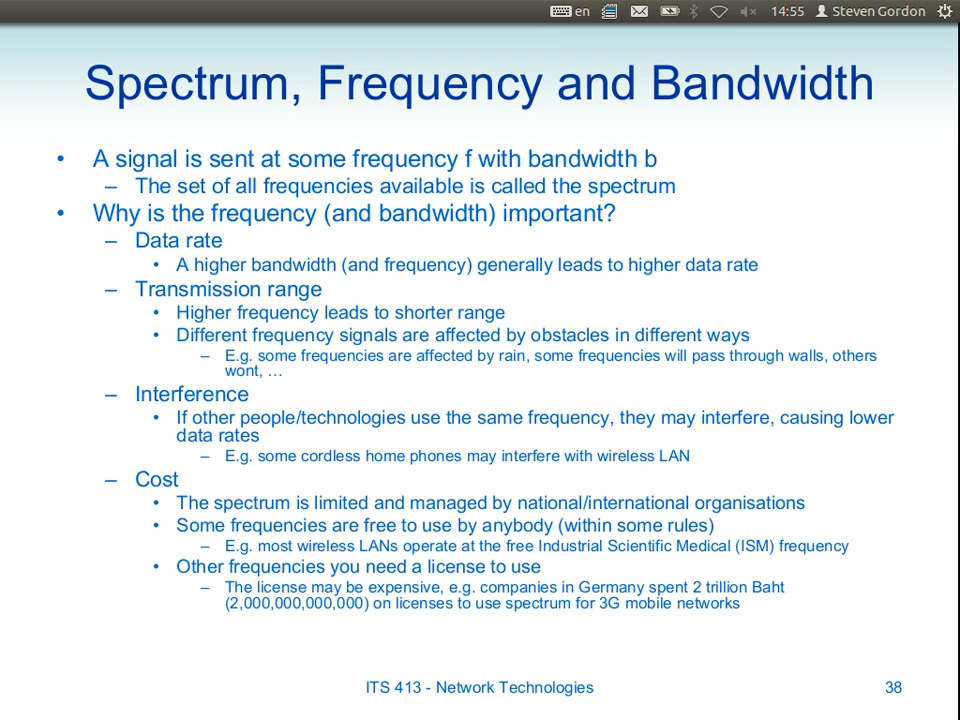 en 14:55 Steven Gordon
Spectrum, Frequency and Bandwidth
• A signal is sent at some frequency f with bandwidth b
– The set of all frequencies available is called the spectrum
• Why is the frequency (and bandwidth) important?
– Data rate
• A higher bandwidth (and frequency) generally leads to higher data rate
– Transmission range
• Higher frequency leads to shorter range
• Different frequency signals are affected by obstacles in different ways
– E.g. some frequencies are affected by rain, some frequencies will pass through walls, others
wont, …
– Interference
• If other people/technologies use the same frequency, they may interfere, causing lower
data rates
– E.g. some cordless home phones may interfere with wireless LAN
– Cost
• The spectrum is limited and managed by national/international organisations
• Some frequencies are free to use by anybody (within some rules)
– E.g. most wireless LANs operate at the free Industrial Scientific Medical (ISM) frequency
• Other frequencies you need a license to use
– The license may be expensive, e.g. companies in Germany spent 2 trillion Baht
(2,000,000,000,000) on licenses to use spectrum for 3G mobile networks
ITS 413 - Network Technologies 38